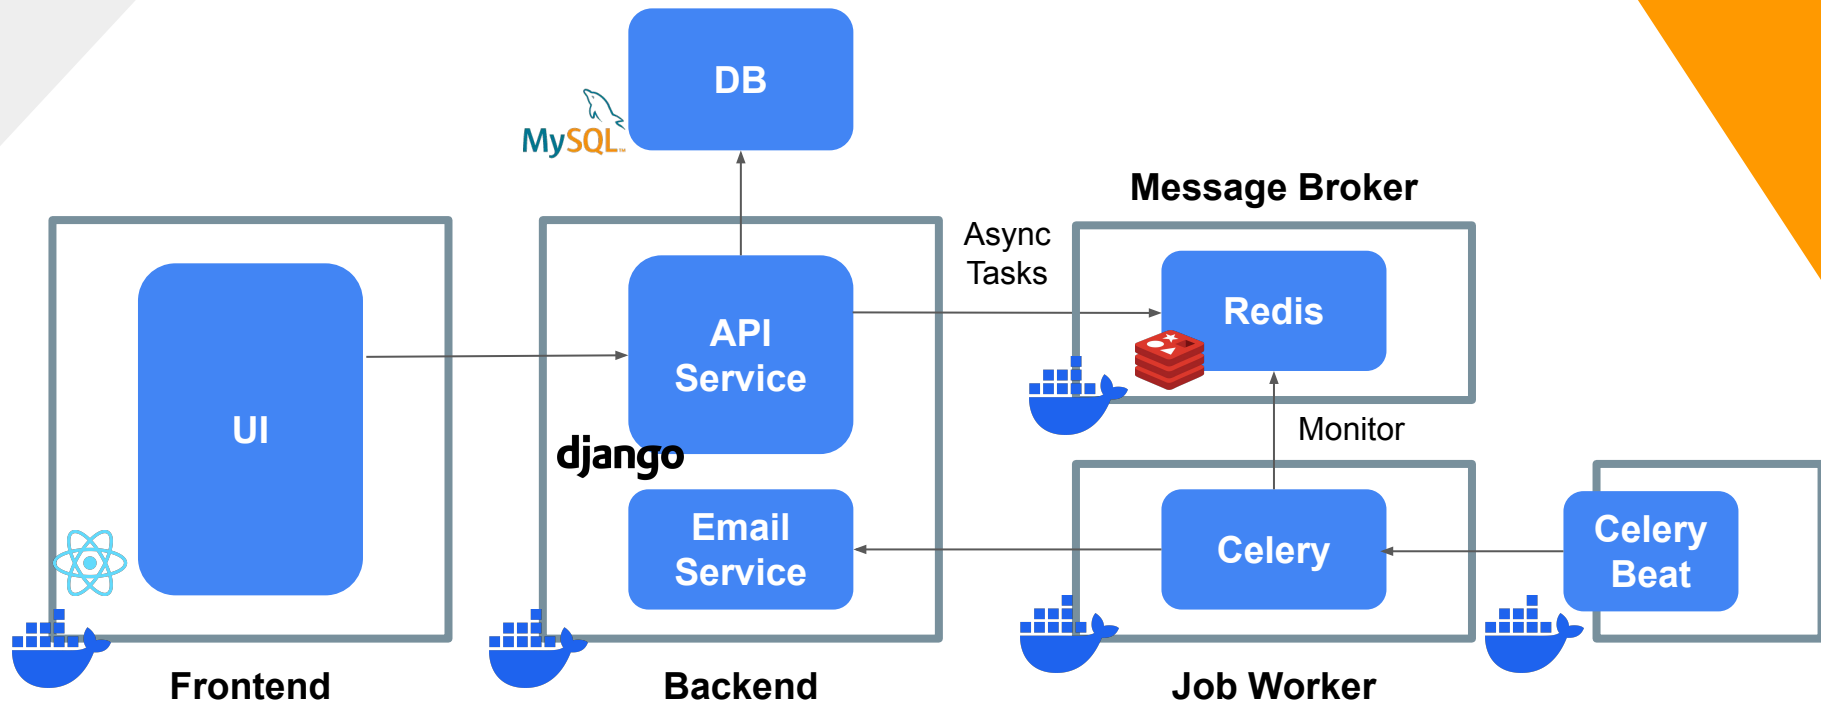 DB
MySQL
Message Broker
Async
Tasks
Redis
API
Service
UI
django
Monitor
Email
Service
Celery
Celery
Beat
Frontend
Backend
Job Worker